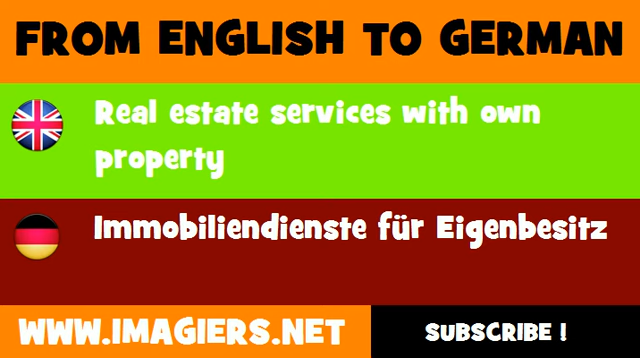 FROM ENGLISH TO GERMAN
Real estate services with own
property
Immobiliendienste für Eigenbesitz
WWW.IMAGIERS.NET
SUBSCRIBE !